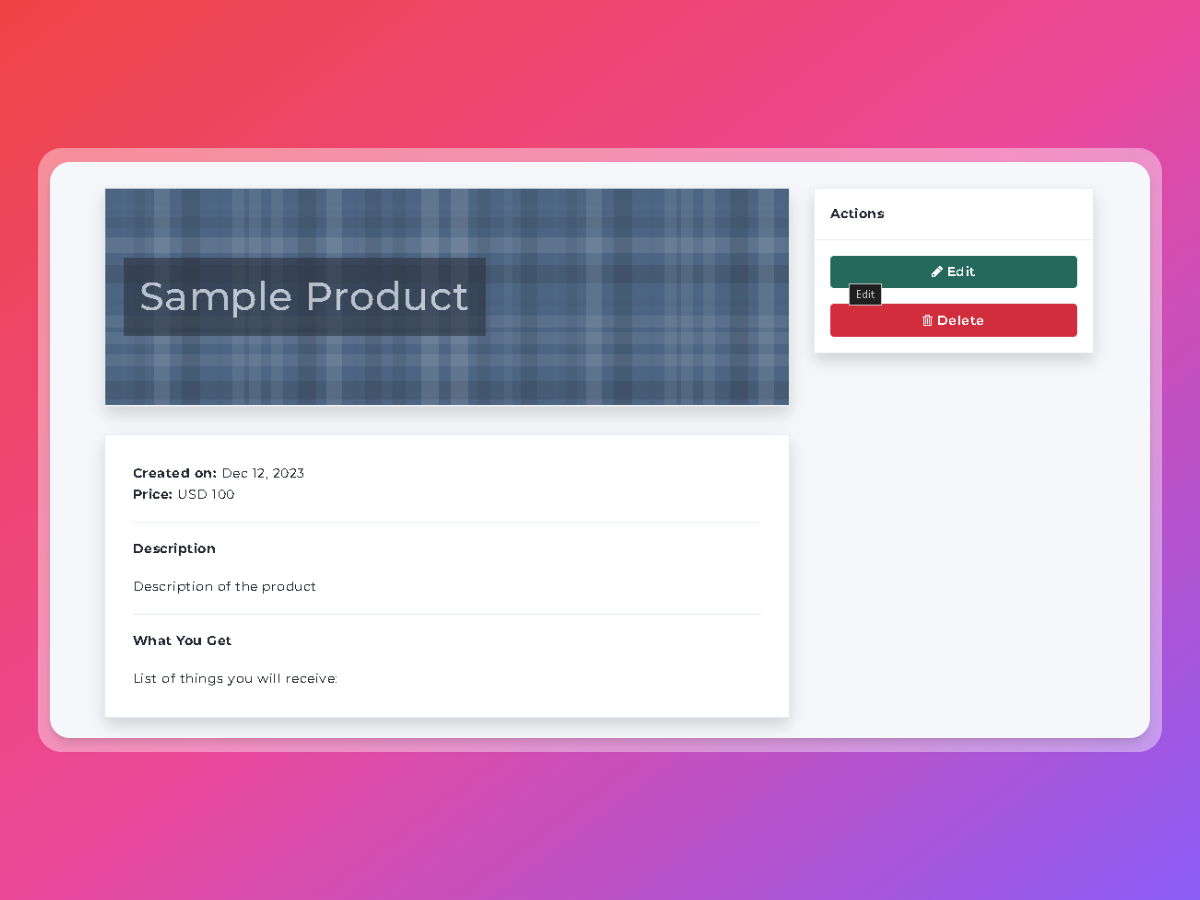 Sample Product
Actions
Edit
Edit
Delete
Created on: Dec 12, 2023
Price: USD 100
Description
Description of the product
What You Get
List of things you will receive: